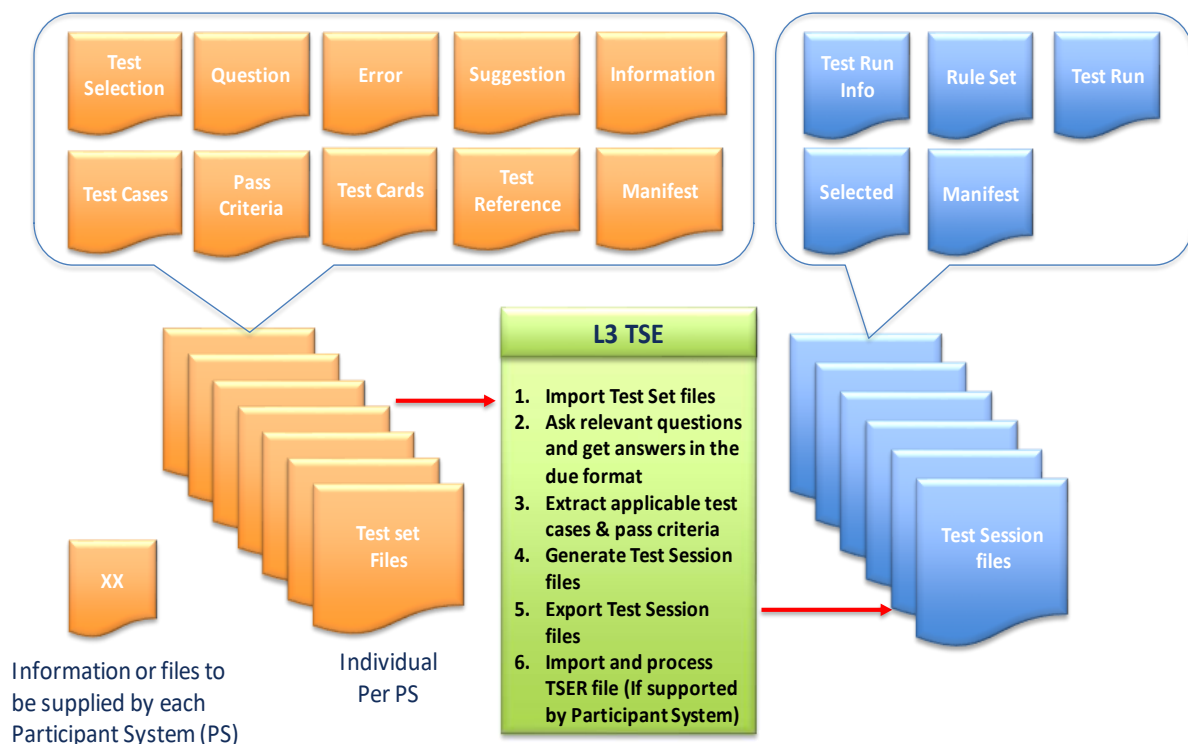 Test
Selection
Question
Error
Suggestion
Information
Test Cases
Pass
Criteria
Test Cards
Test
Reference
Manifest
Test Run
Info
Rule Set
Test Run
Selected
Manifest
Test set
Files
XX
Information or files to
be supplied by each
Participant System (PS)
Individual
Per PS
L3 TSE
1. Import Test Set files
2. Ask relevant questions
and get answers in the
due format
3. Extract applicable test
cases & pass criteria
4. Generate Test Session
files
5. Export Test Session
files
6. Import and process
TSER file (If supported
by Participant System)
Test Session
files